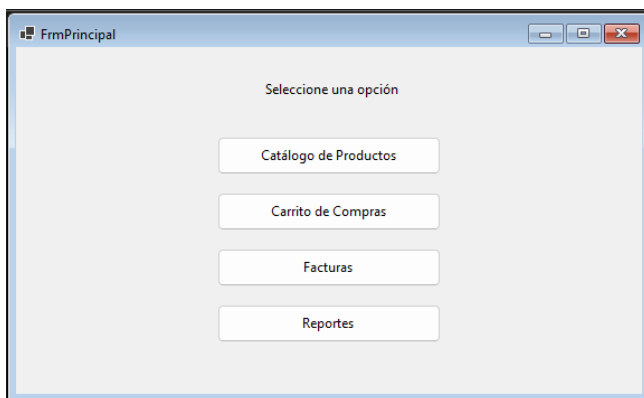 FrmPrincipal
Seleccione una opción
Catálogo de Productos
Carrito de Compras
Facturas
Reportes